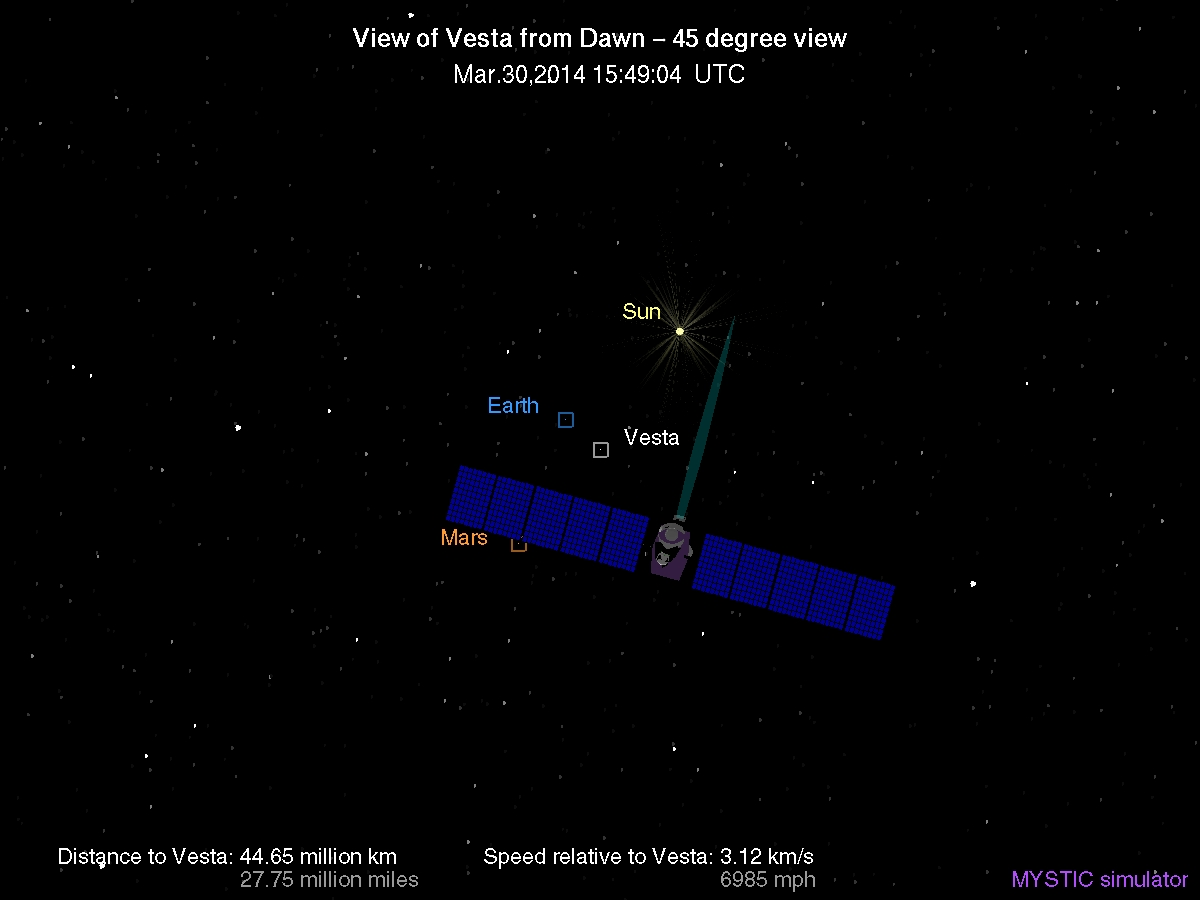 View of Vesta from Dawn – 45 degree view
Mar.30,2014 15:49:04 UTC
Sun
Earth
Vesta
Mars
Distance to Vesta: 44.65 million km
27.75 million miles
Speed relative to Vesta: 3.12 km/s
6985 mph
MYSTIC simulator